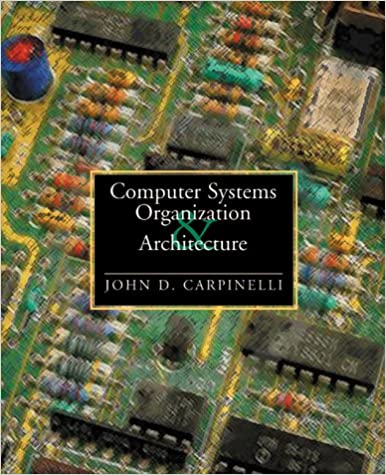 Computer Systems
Organization
&
Architecture
JOHN D. CARPINELLI